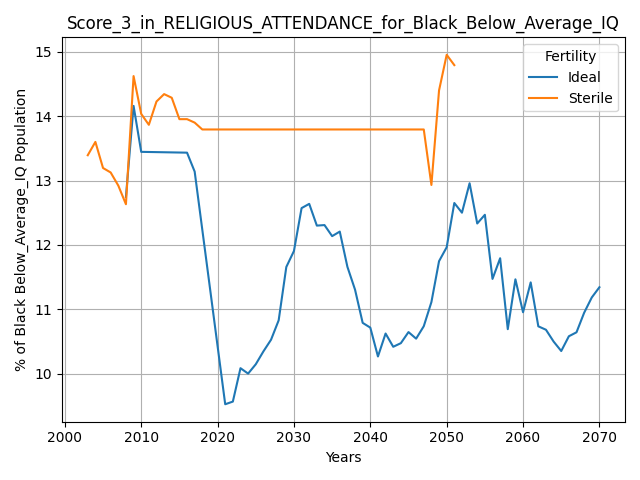 Score_3_in_RELIGIOUS_ATTENDANCE_for_Black_Below_Average_IQ
Fertility
Ideal
Sterile
% of Black Below_Average_IQ Population
15
14
13
12
11
10
2000 2010 2020 2030 2040 2050 2060 2070
Years